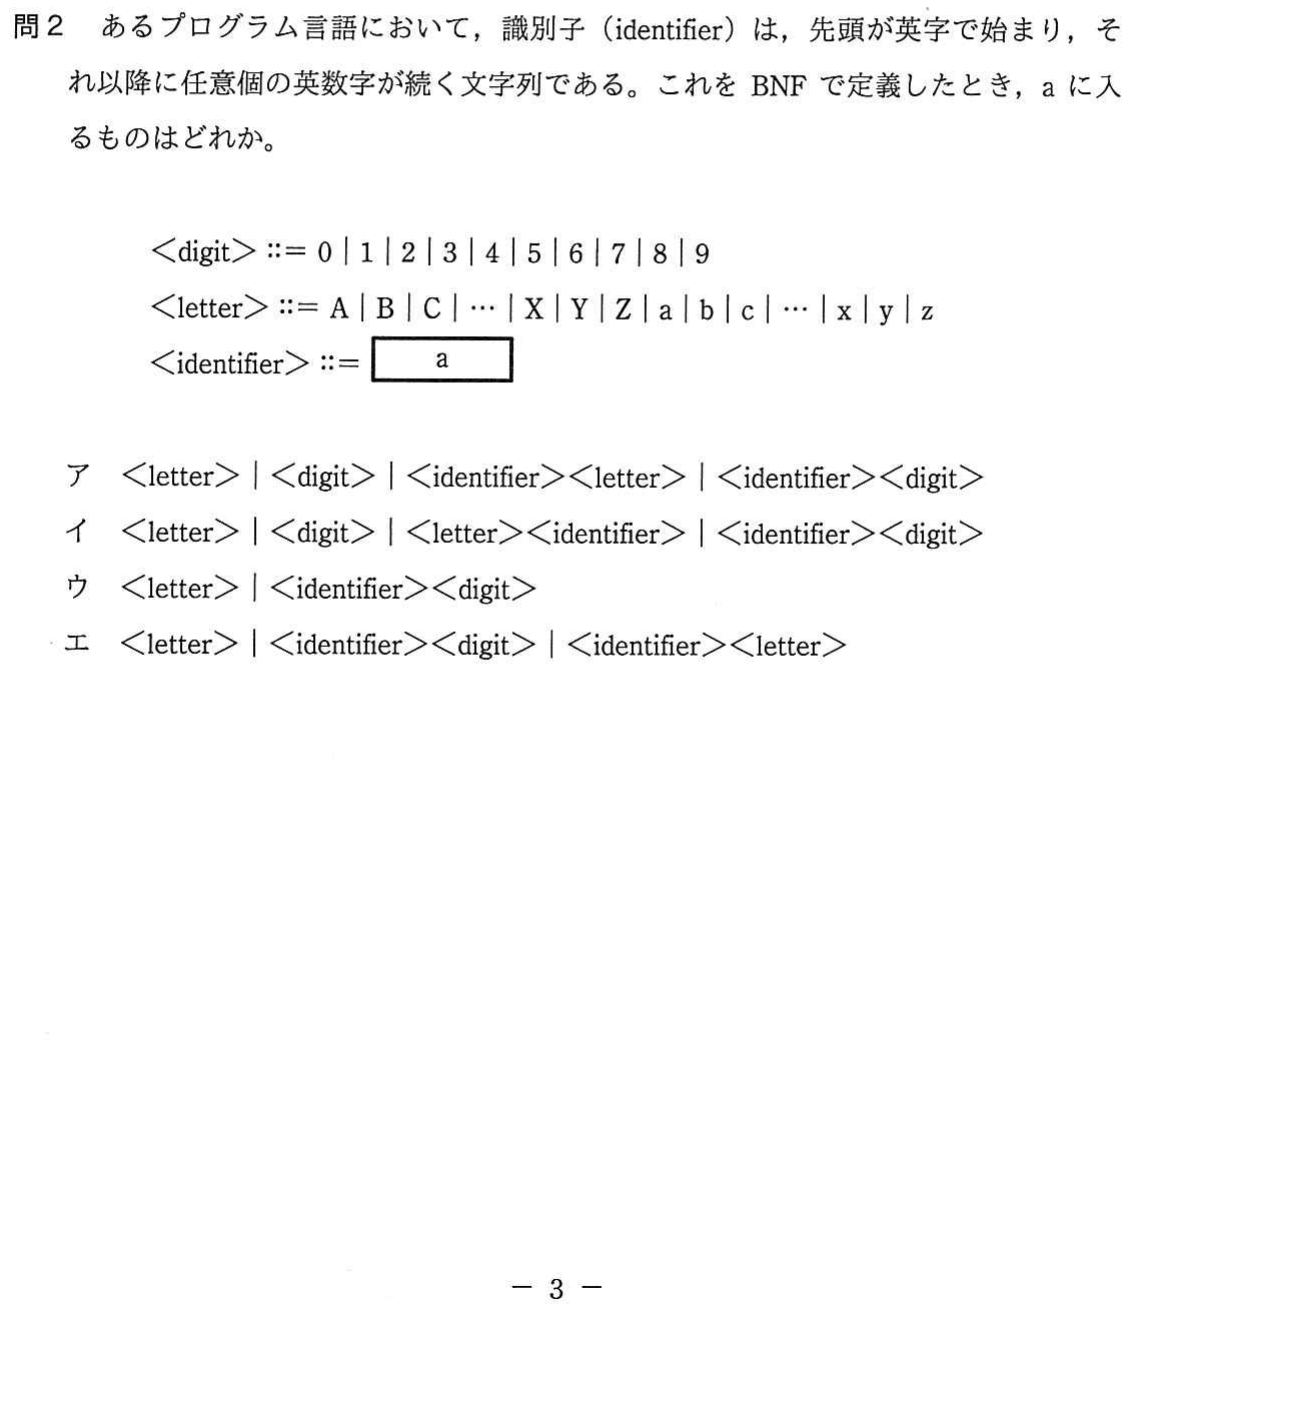 問2 あるプログラム言語において，識別子（identifier）は，先頭が英字で始まり，そ
れ以降に任意個の英数字が続く文字列である。これを BNF で定義したとき，a に入
るものはどれか。
<digit> ::= 0 | 1 | 2 | 3 | 4 | 5 | 6 | 7 | 8 | 9
<letter> ::= A | B | C | … | X | Y | Z | a | b | c | … | x | y | z
<identifier> ::= a
ア <letter> | <digit> | <identifier><letter> | <identifier><digit>
イ <letter> | <digit> | <letter><identifier> | <identifier><digit>
ウ <letter> | <identifier><digit>
エ <letter> | <identifier><digit> | <identifier><letter>
－ 3 －